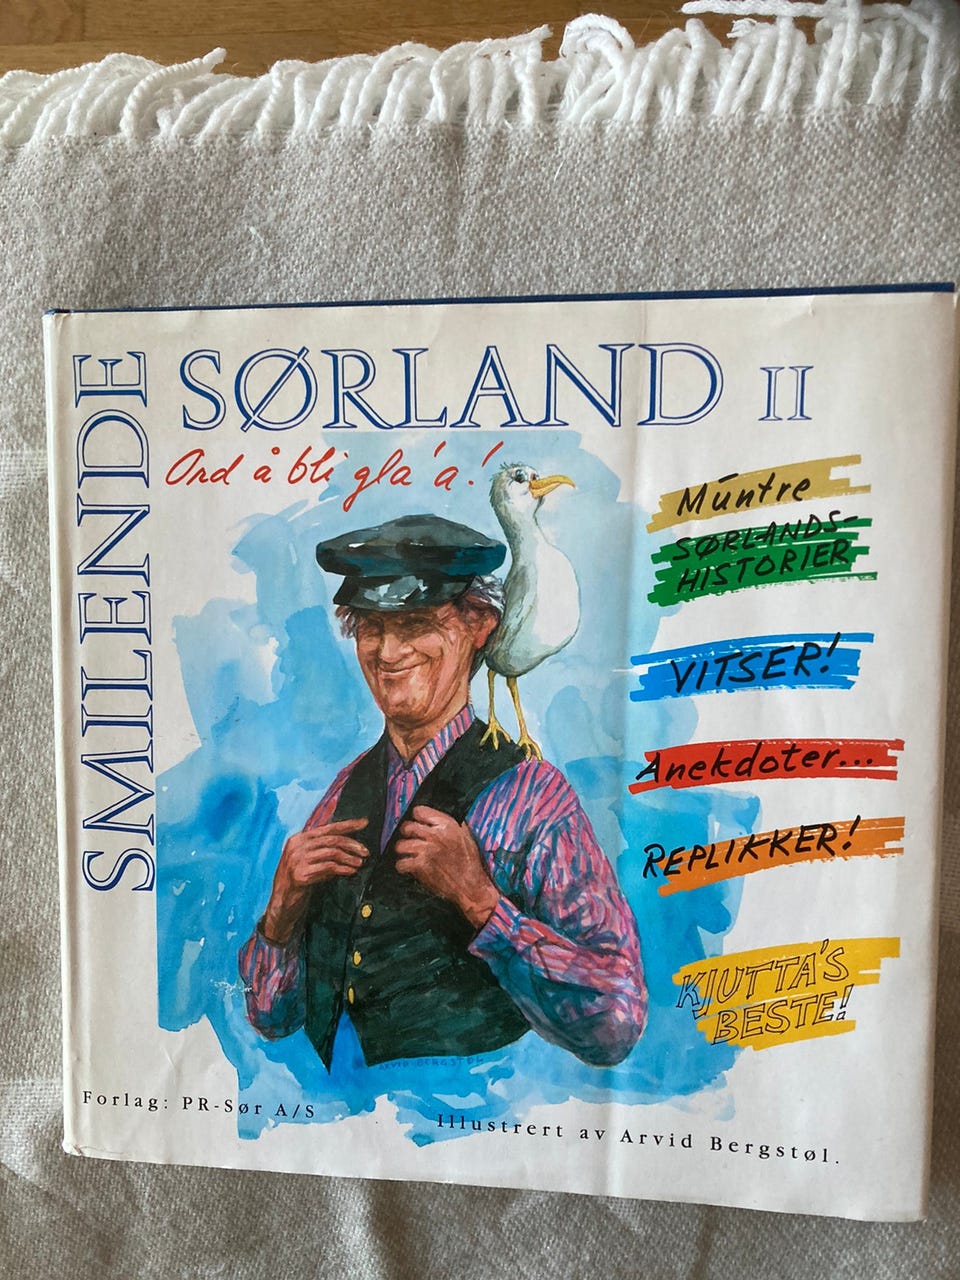 SMILENDE
SØRLAND II
Ord å bli gla 'a!
Muntre
SØRLANDS-
HISTORIER
VITSER!
Anekdoter...
REPLIKKER!
KJUTTA'S
BESTE!
ARVID BERGSTØL
Forlag: PR-Sør A/S
Illustrert av Arvid Bergstøl.